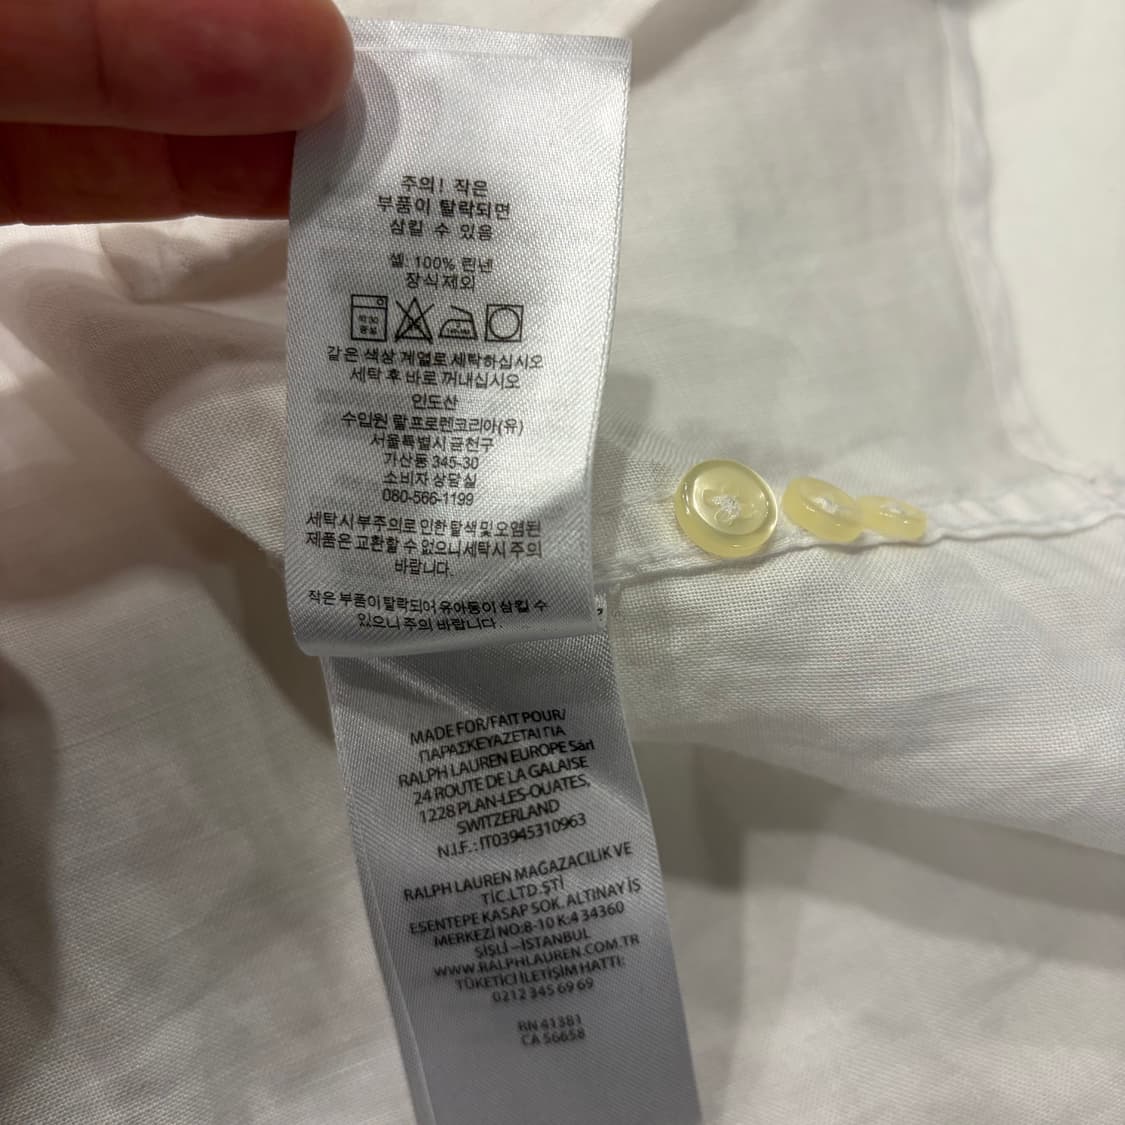 주의! 작은
부품이 탈락되면
삼킬 수 있음
셀: 100% 린넨
장식제외
같은 색상 계열로 세탁하십시오
세탁 후 바로 꺼내십시오
인도산
수입원 랄 프로렌코리아(유)
서울특별시 금천구
가산동 345-30
소비자 상담실
080-566-1199
세탁시 부주의로 인한 탈색 및 오염된
제품은 교환할 수 없으니 세탁시 주의
바랍니다.
작은 부품이 탈락되어 유아동이 삼킬 수
있으니 주의 바랍니다.
MADE FOR/FAIT POUR/
ΠΑΡΑΣΚΕΥΑΖΕΤΑΙ ΓΙΑ
RALPH LAUREN EUROPE Sàrl
24 ROUTE DE LA GALAISE
1228 PLAN-LES-OUATES,
SWITZERLAND
N.I.F.: IT03945310963
RALPH LAUREN MAĞAZACILIK VE
TİC.LTD.ŞTİ
ESENTEPE KASAP SOK. ALTINAY İŞ
MERKEZİ NO:8-10 K:4 34360
ŞİŞLİ –İSTANBUL
WWW.RALPHLAUREN.COM.TR
TÜKETİCİ İLETİŞİM HATTI:
0212 345 69 69
RN 41381
CA 56658